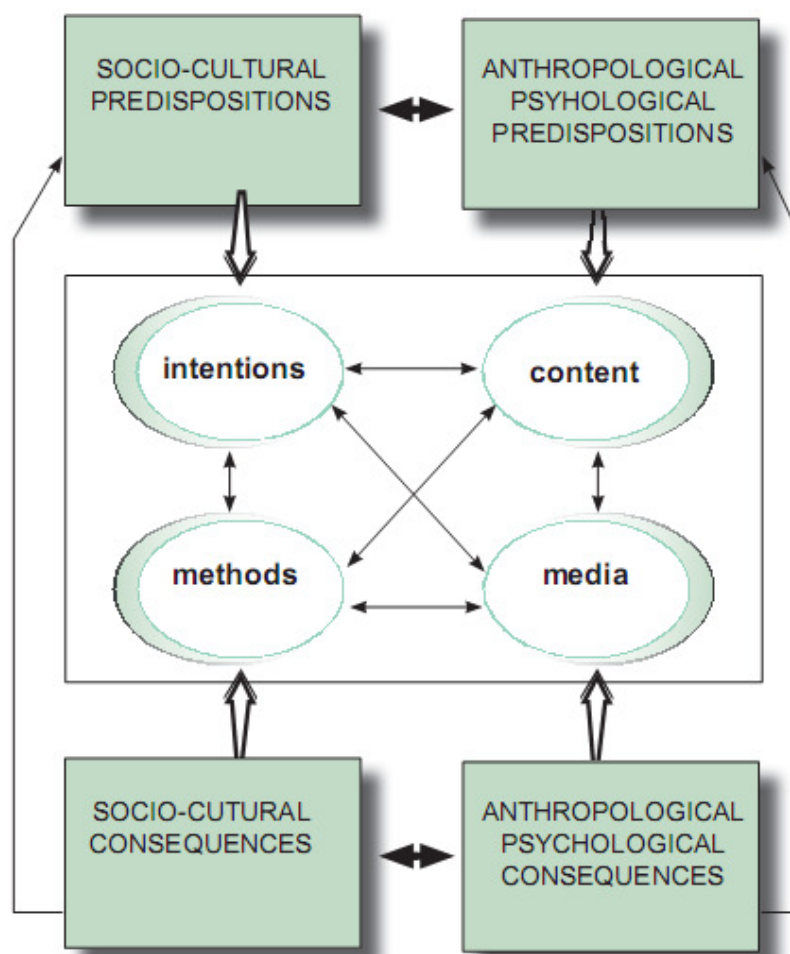 SOCIO-CULTURAL
PREDISPOSITIONS
ANTHROPOLOGICAL
PSYHOLOGICAL
PREDISPOSITIONS
intentions
content
methods
media
SOCIO-CUTURAL
CONSEQUENCES
ANTHROPOLOGICAL
PSYCHOLOGICAL
CONSEQUENCES